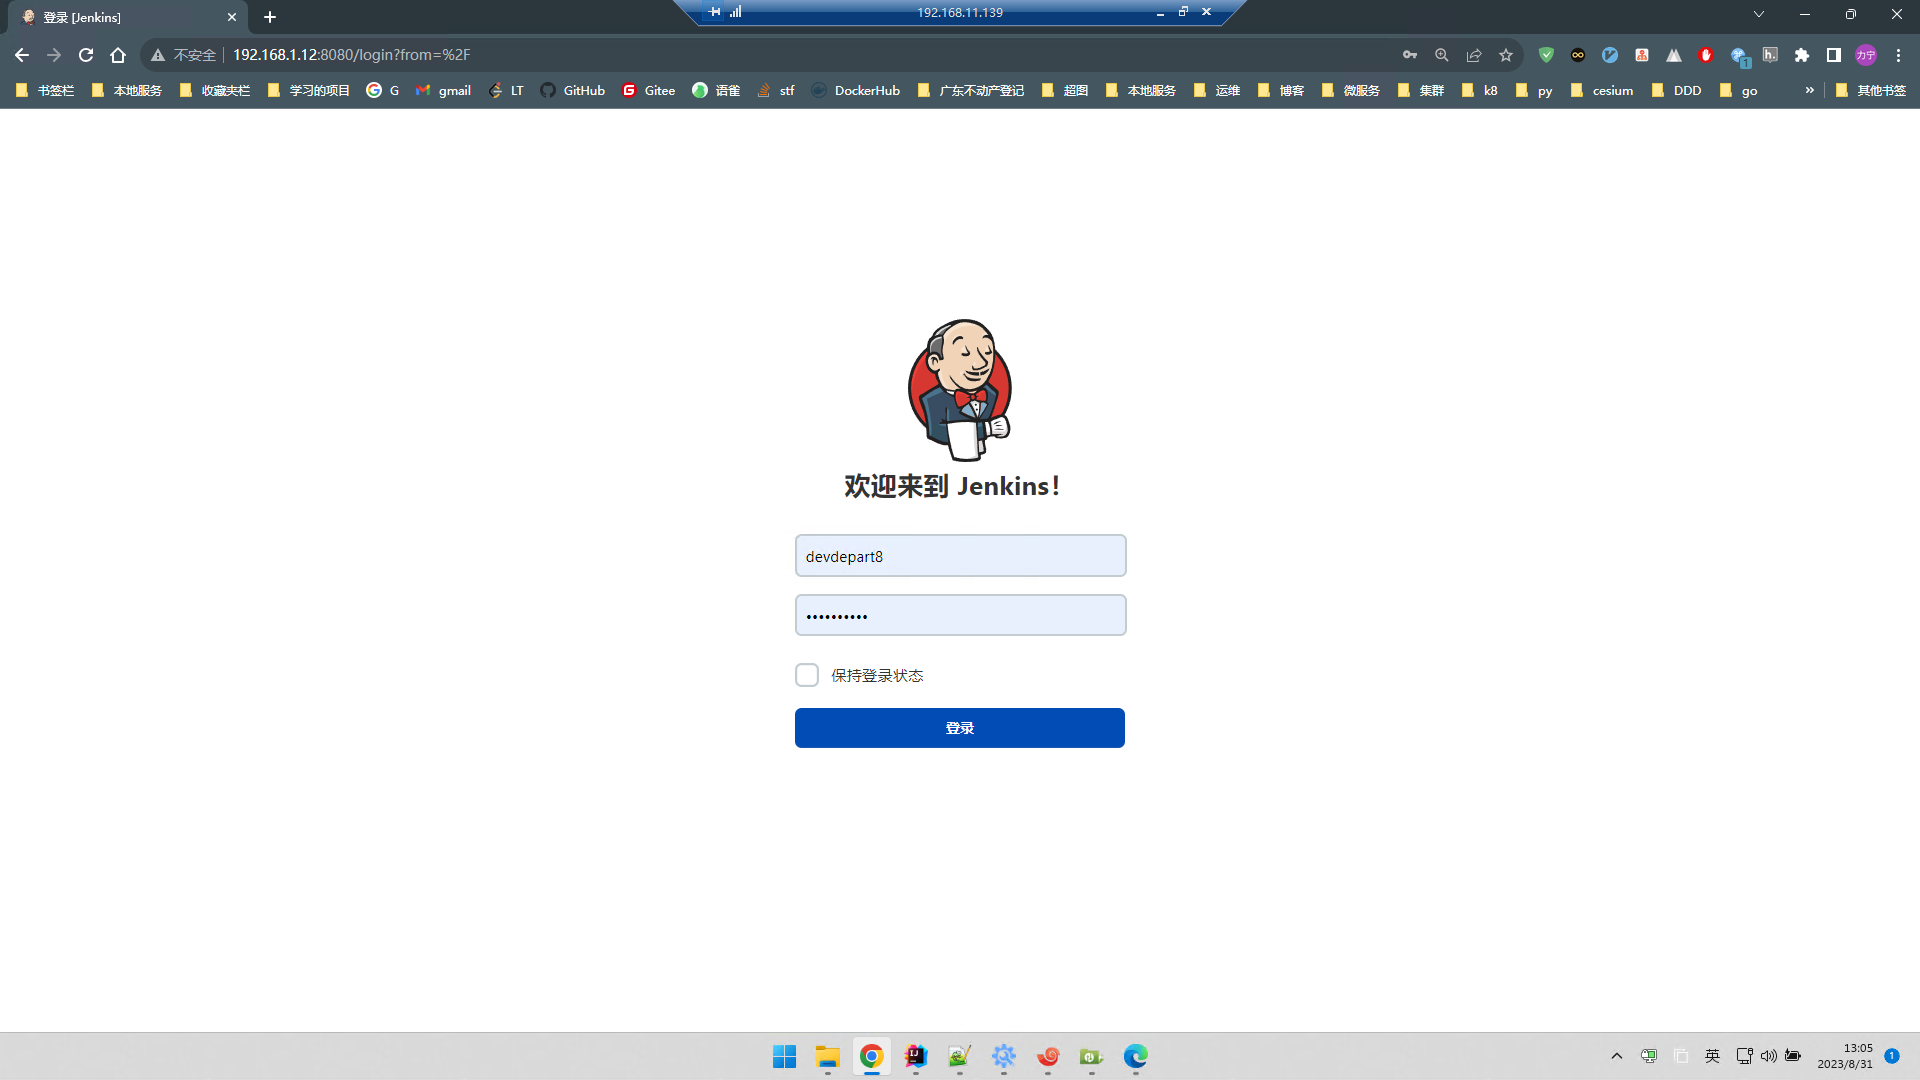 登录 [Jenkins]
192.168.11.139
不安全 192.168.1.12:8080/login?from=%2F
力宁
1
书签栏 本地服务 收藏夹栏 学习的项目 G gmail LT GitHub Gitee 语雀 stf DockerHub 广东不动产登记 超图 本地服务 运维 博客 微服务 集群 k8 py cesium DDD go » 其他书签
欢迎来到 Jenkins!
devdepart8
保持登录状态
登录
英
13:05
2023/8/31
1